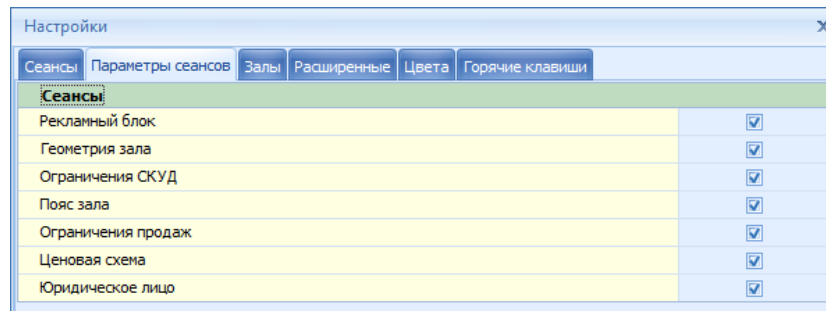 Настройки
Сеансы Параметры сеансов Залы Расширенные Цвета Горячие клавиши
Сеансы
Рекламный блок
Геометрия зала
Ограничения СКУД
Пояс зала
Ограничения продаж
Ценовая схема
Юридическое лицо